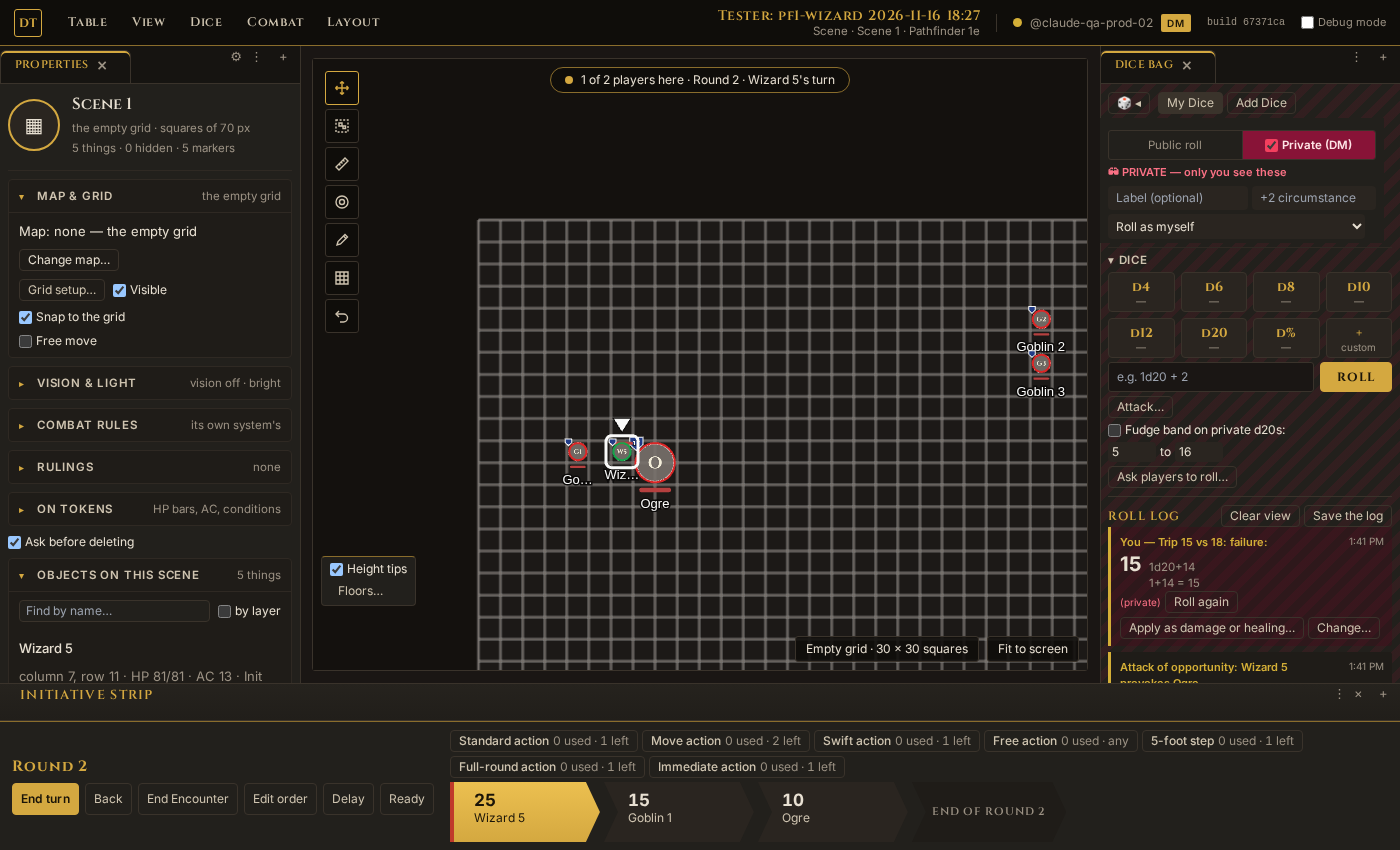 DT TABLE VIEW DICE COMBAT LAYOUT
Tester: PF1-Wizard 2026-11-16 18:27
Scene · Scene 1 · Pathfinder 1e
@claude-qa-prod-02 DM build 67371ca Debug mode
PROPERTIES
Scene 1
the empty grid · squares of 70 px
5 things · 0 hidden · 5 markers
MAP & GRID the empty grid
Map: none — the empty grid
Change map...
Grid setup... Visible
Snap to the grid
Free move
VISION & LIGHT vision off · bright
COMBAT RULES its own system's
RULINGS none
ON TOKENS HP bars, AC, conditions
Ask before deleting
OBJECTS ON THIS SCENE 5 things
Find by name... by layer
Wizard 5
column 7, row 11 · HP 81/81 · AC 13 · Init
1 of 2 players here · Round 2 · Wizard 5's turn
G2
Goblin 2
G3
Goblin 3
G1
Go...
W5
Wiz...
O
Ogre
Height tips
Floors...
Empty grid · 30 × 30 squares Fit to screen
DICE BAG
My Dice Add Dice
Public roll Private (DM)
PRIVATE — only you see these
Label (optional) +2 circumstance
Roll as myself
DICE
D4 D6 D8 D10
— — — —
D12 D20 D% +
— — — custom
e.g. 1d20 + 2 ROLL
Attack...
Fudge band on private d20s:
5 to 16
Ask players to roll...
ROLL LOG Clear view Save the log
You — Trip 15 vs 18: failure: 1:41 PM
15 1d20+14
1+14 = 15
(private) Roll again
Apply as damage or healing... Change...
Attack of opportunity: Wizard 5 1:41 PM
provokes Ogre
INITIATIVE STRIP
Round 2
End turn Back End Encounter Edit order Delay Ready
Standard action 0 used · 1 left Move action 0 used · 2 left Swift action 0 used · 1 left Free action 0 used · any 5-foot step 0 used · 1 left
Full-round action 0 used · 1 left Immediate action 0 used · 1 left
25 15 10
Wizard 5 Goblin 1 Ogre
END OF ROUND 2